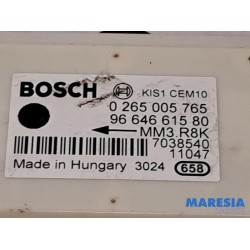 BOSCH KIS1 CEM10
0 265 005 765
96 646 615 80
MM3.R8K
7038540
11047
Made in Hungary 3024 658
MARESIA